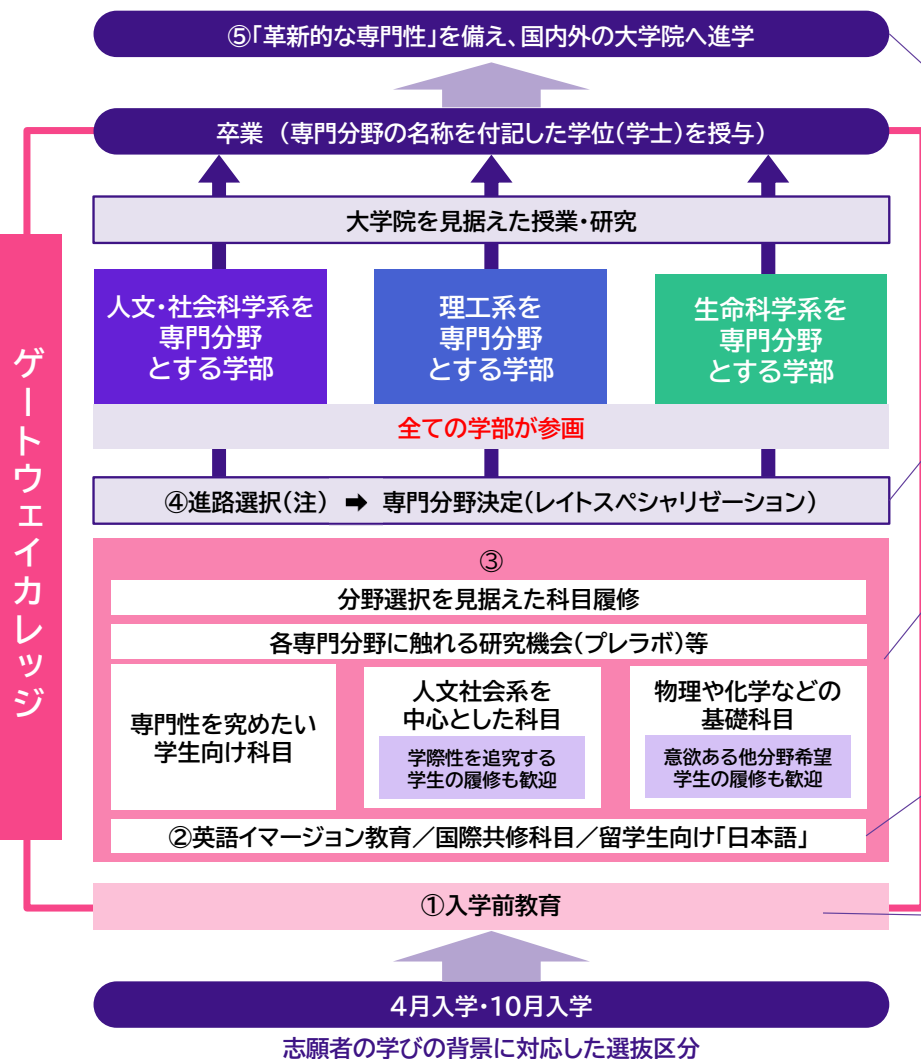 ⑤「革新的な専門性」を備え、国内外の大学院へ進学
卒業 (専門分野の名称を付記した学位(学士)を授与)
大学院を見据えた授業・研究
人文・社会科学系を
専門分野
とする学部
理工系を
専門分野
とする学部
生命科学系を
専門分野
とする学部
全ての学部が参画
④進路選択(注) ➡ 専門分野決定(レイトスペシャリゼーション)
ゲートウェイカレッジ
③
分野選択を見据えた科目履修
各専門分野に触れる研究機会(プレラボ)等
専門性を究めたい
学生向け科目
人文社会系を
中心とした科目
学際性を追究する
学生の履修も歓迎
物理や化学などの
基礎科目
意欲ある他分野希望
学生の履修も歓迎
②英語イマージョン教育/国際共修科目/留学生向け「日本語」
①入学前教育
4月入学・10月入学
志願者の学びの背景に対応した選抜区分